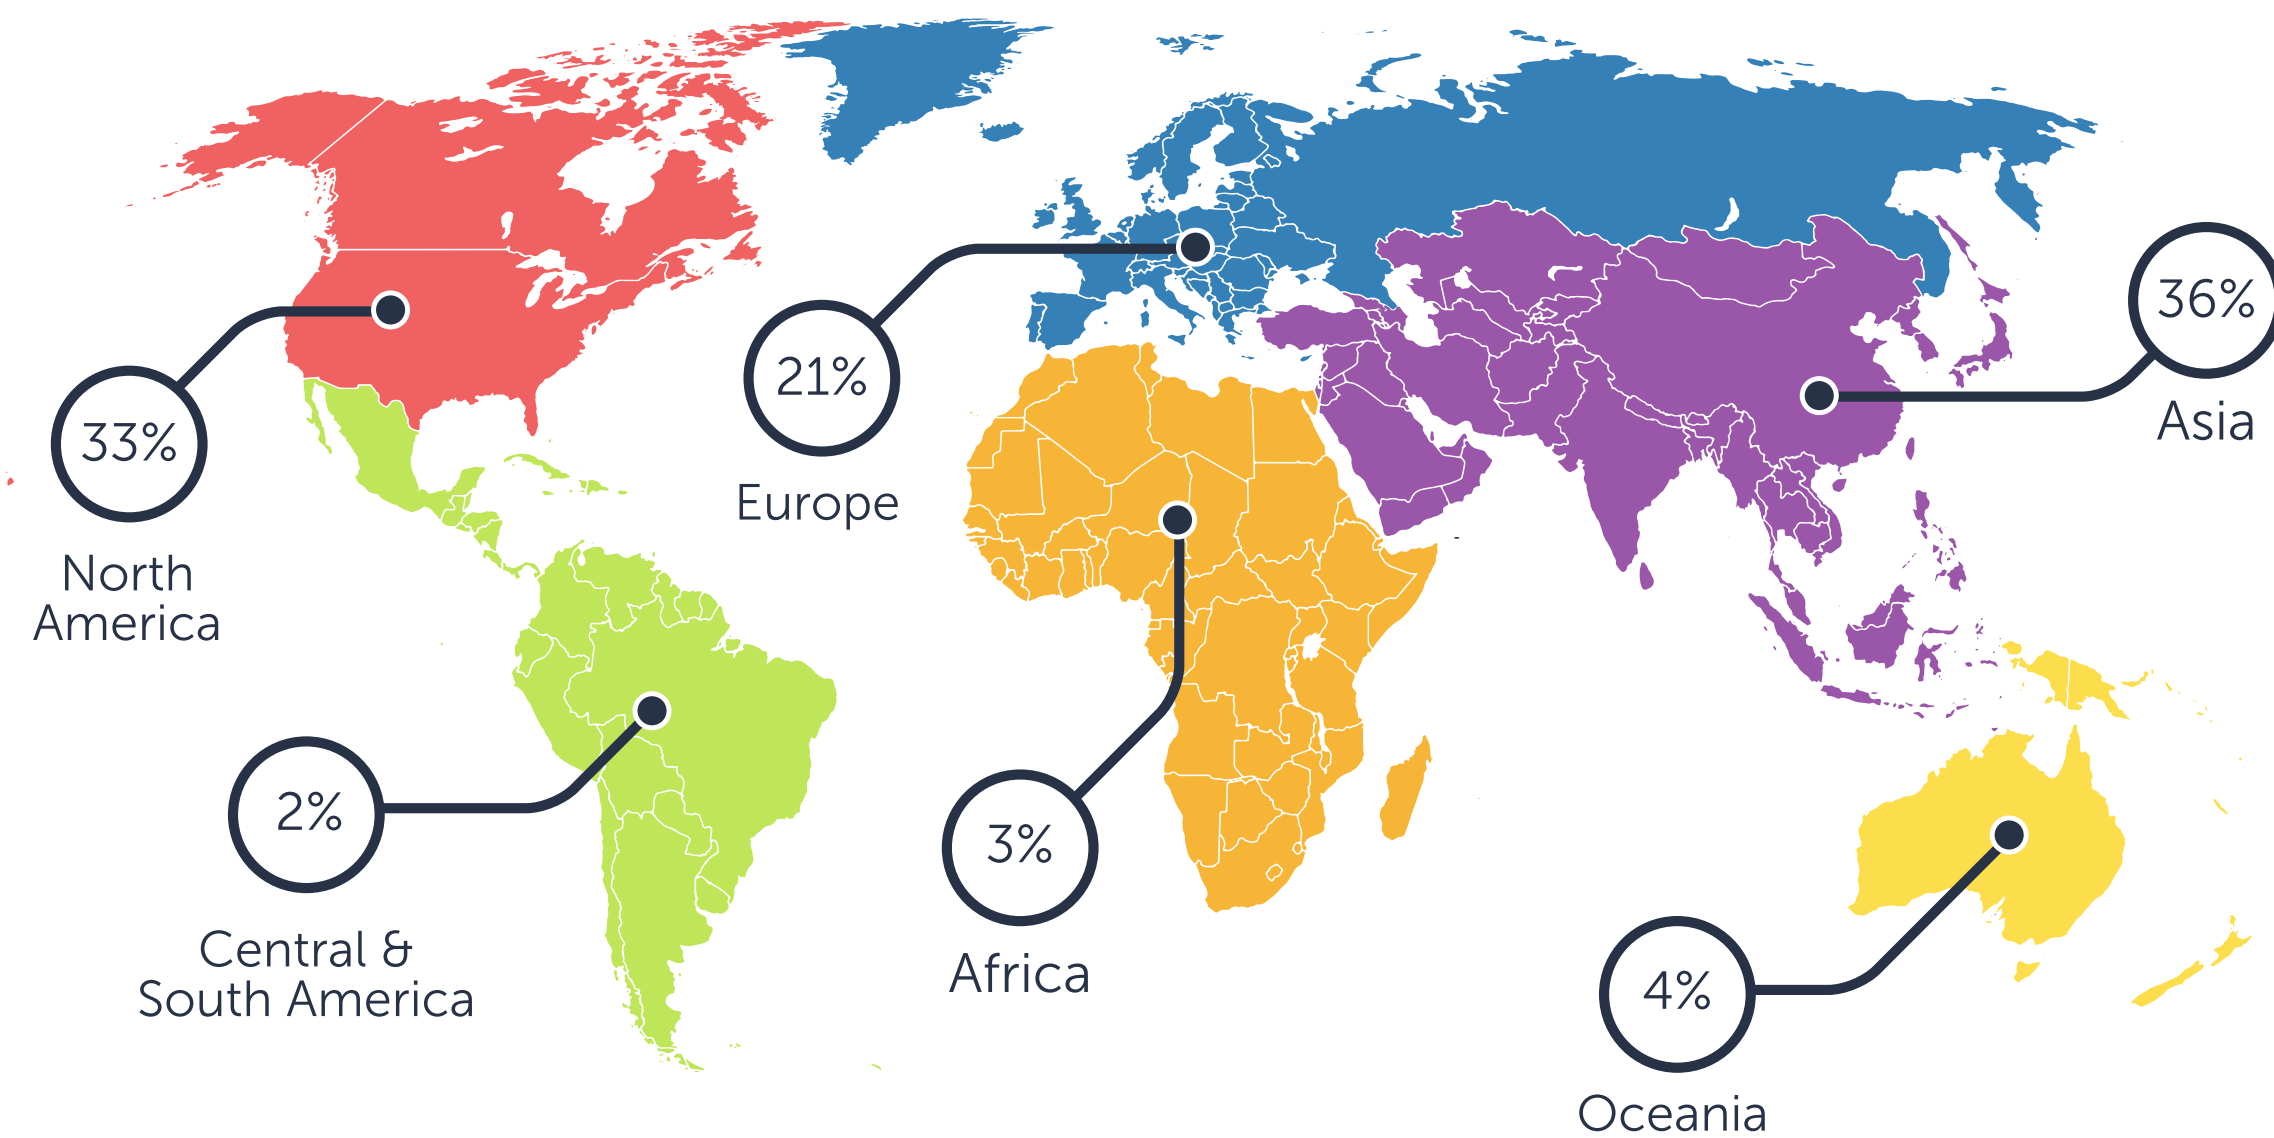 33%
North
America
21%
Europe
36%
Asia
2%
Central &
South America
3%
Africa
4%
Oceania